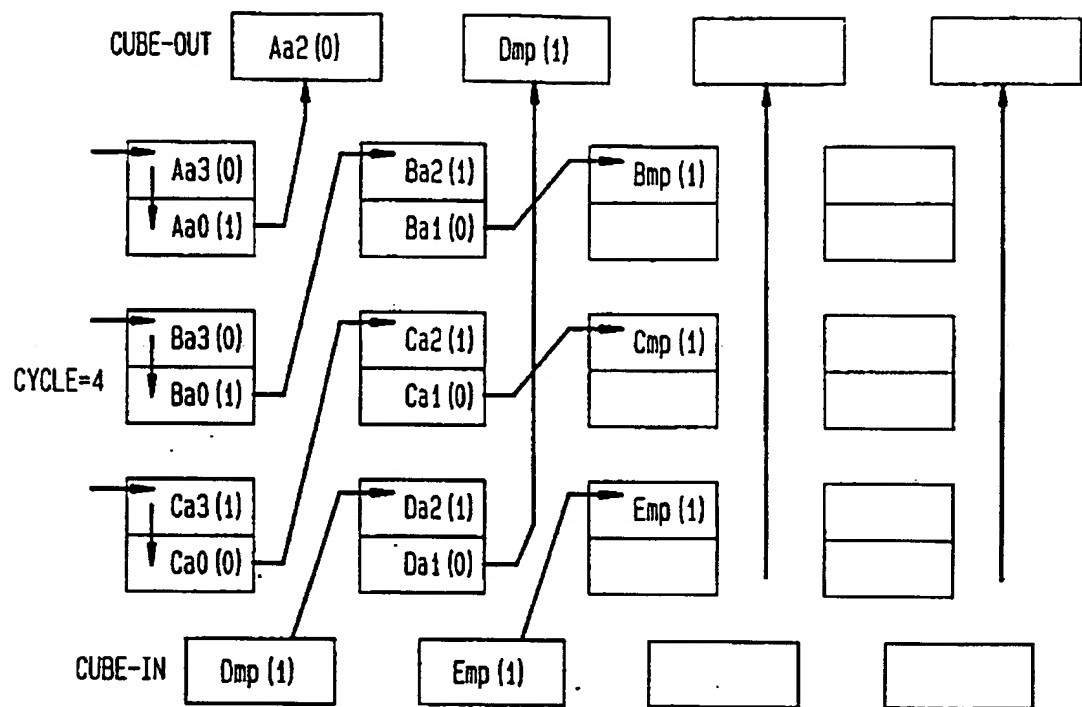 CUBE-OUT Aa2(0) Dmp(1)
Aa3(0) Ba2(1) Bmp(1)
Aa0(1) Ba1(0)
Ba3(0) Ca2(1) Cmp(1)
CYCLE=4 Ba0(1) Ca1(0)
Ca3(1) Da2(1) Emp(1)
Ca0(0) Da1(0)
CUBE-IN Dmp(1) Emp(1)